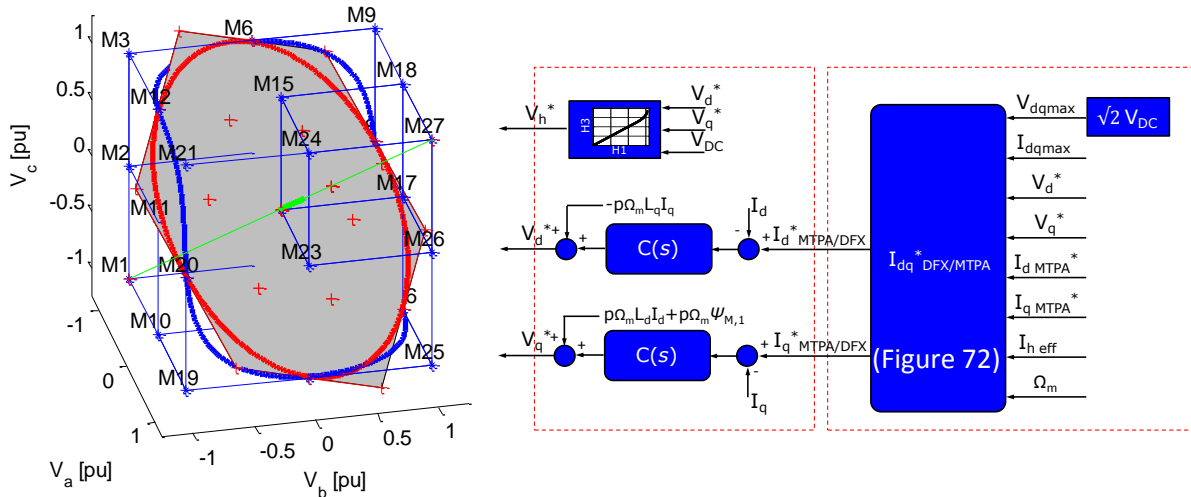 1
0.5
0
-0.5
-1
V_c [pu]
M3
M6
M9
M18
M15
M12
M27
M24
M2
M21
M17
M11
M23
M26
M1
M20
6
M10
M25
M19
-1
0
1
V_a [pu]
-1
-0.5
0
0.5
1
V_b [pu]
V_h^*
H3
H1
V_d^*
V_q^*
V_DC
-pΩ_mL_qI_q
I_d
V_d^*
+
+
C(s)
-
+
I_d^*_MTPA/DFX
pΩ_mL_dI_d+pΩ_mΨ_M,1
V_q^*
+
+
C(s)
+
I_q^*_MTPA/DFX
-
I_q
I_dq^*_DFX/MTPA
(Figure 72)
V_dqmax
√2 V_DC
I_dqmax
V_d^*
V_q^*
I_d MTPA^*
I_q MTPA^*
I_h eff
Ω_m